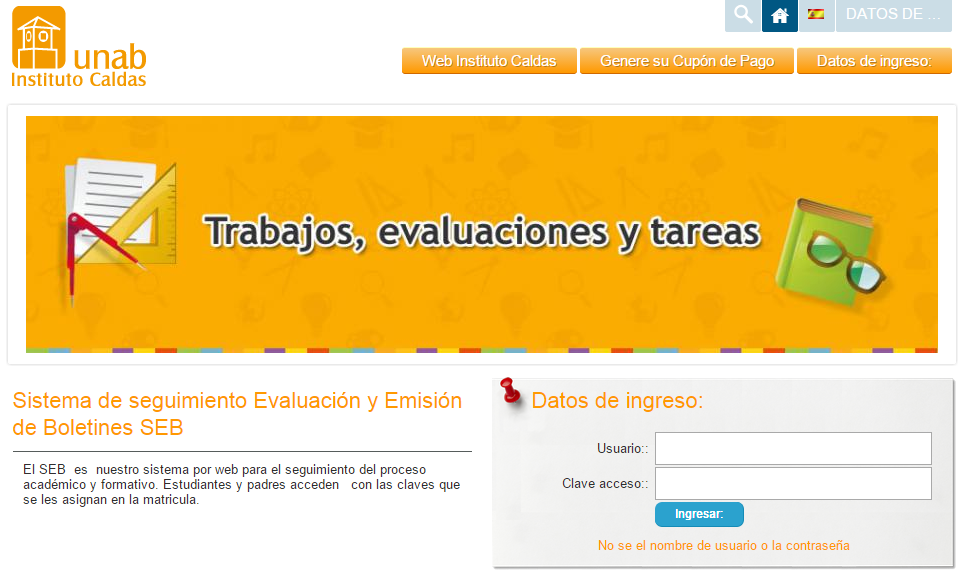 DATOS DE ...
unab
Instituto Caldas
Web Instituto Caldas
Genere su Cupón de Pago
Datos de ingreso:
Trabajos, evaluaciones y tareas
Sistema de seguimiento Evaluación y Emisión
de Boletines SEB
El SEB es nuestro sistema por web para el seguimiento del proceso
académico y formativo. Estudiantes y padres acceden con las claves que
se les asignan en la matricula.
Datos de ingreso:
Usuario::
Clave acceso::
Ingresar:
No se el nombre de usuario o la contraseña